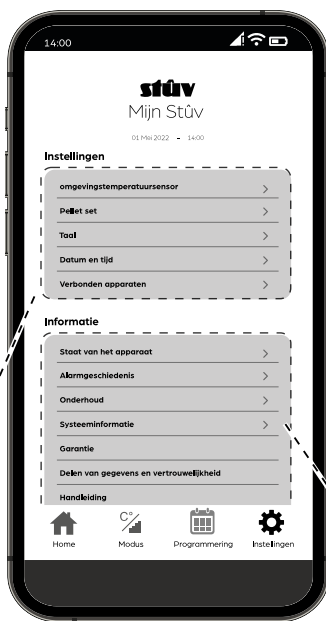 14:00
stûv
Mijn Stûv
01 Mei 2022 - 14:00
Instellingen
omgevingstemperatuursensor
Pellet set
Taal
Datum en tijd
Verbonden apparaten
Informatie
Staat van het apparaat
Alarmgeschiedenis
Onderhoud
Systeeminformatie
Garantie
Delen van gegevens en vertrouwelijkheid
Handleiding
C°
Home Modus Programmering Instellingen